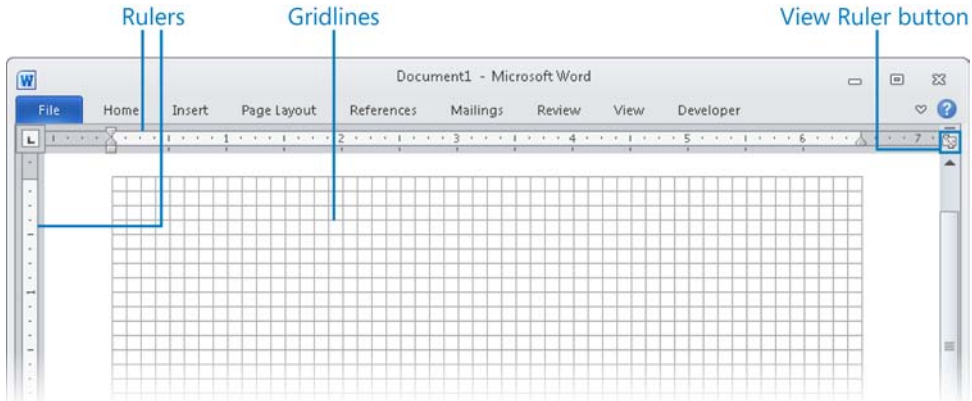 Rulers Gridlines View Ruler button
W Document1 - Microsoft Word
File Home Insert Page Layout References Mailings Review View Developer ?
L 1 2 3 4 5 6 7
1